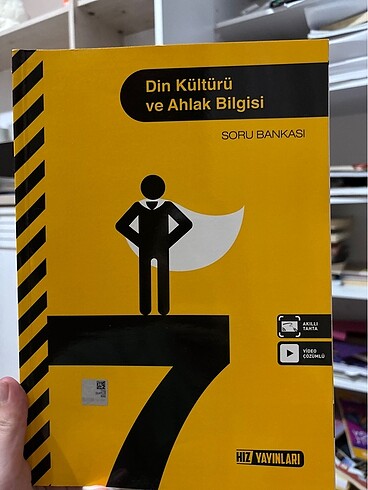 Din Kültürü
ve Ahlak Bilgisi
SORU BANKASI
AKILLI
TAHTA
VİDEO
ÇÖZÜMLÜ
7
HIZ YAYINLARI